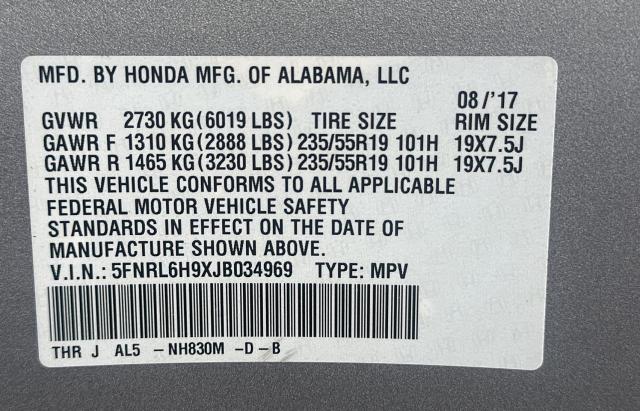 MFD. BY HONDA MFG. OF ALABAMA, LLC
08/'17
GVWR 2730 KG(6019 LBS) TIRE SIZE RIM SIZE
GAWR F 1310 KG(2888 LBS) 235/55R19 101H 19X7.5J
GAWR R 1465 KG(3230 LBS) 235/55R19 101H 19X7.5J
THIS VEHICLE CONFORMS TO ALL APPLICABLE
FEDERAL MOTOR VEHICLE SAFETY
STANDARDS IN EFFECT ON THE DATE OF
MANUFACTURE SHOWN ABOVE.
V.I.N.: 5FNRL6H9XJB034969 TYPE: MPV
THR J AL5 -NH830M -D-B